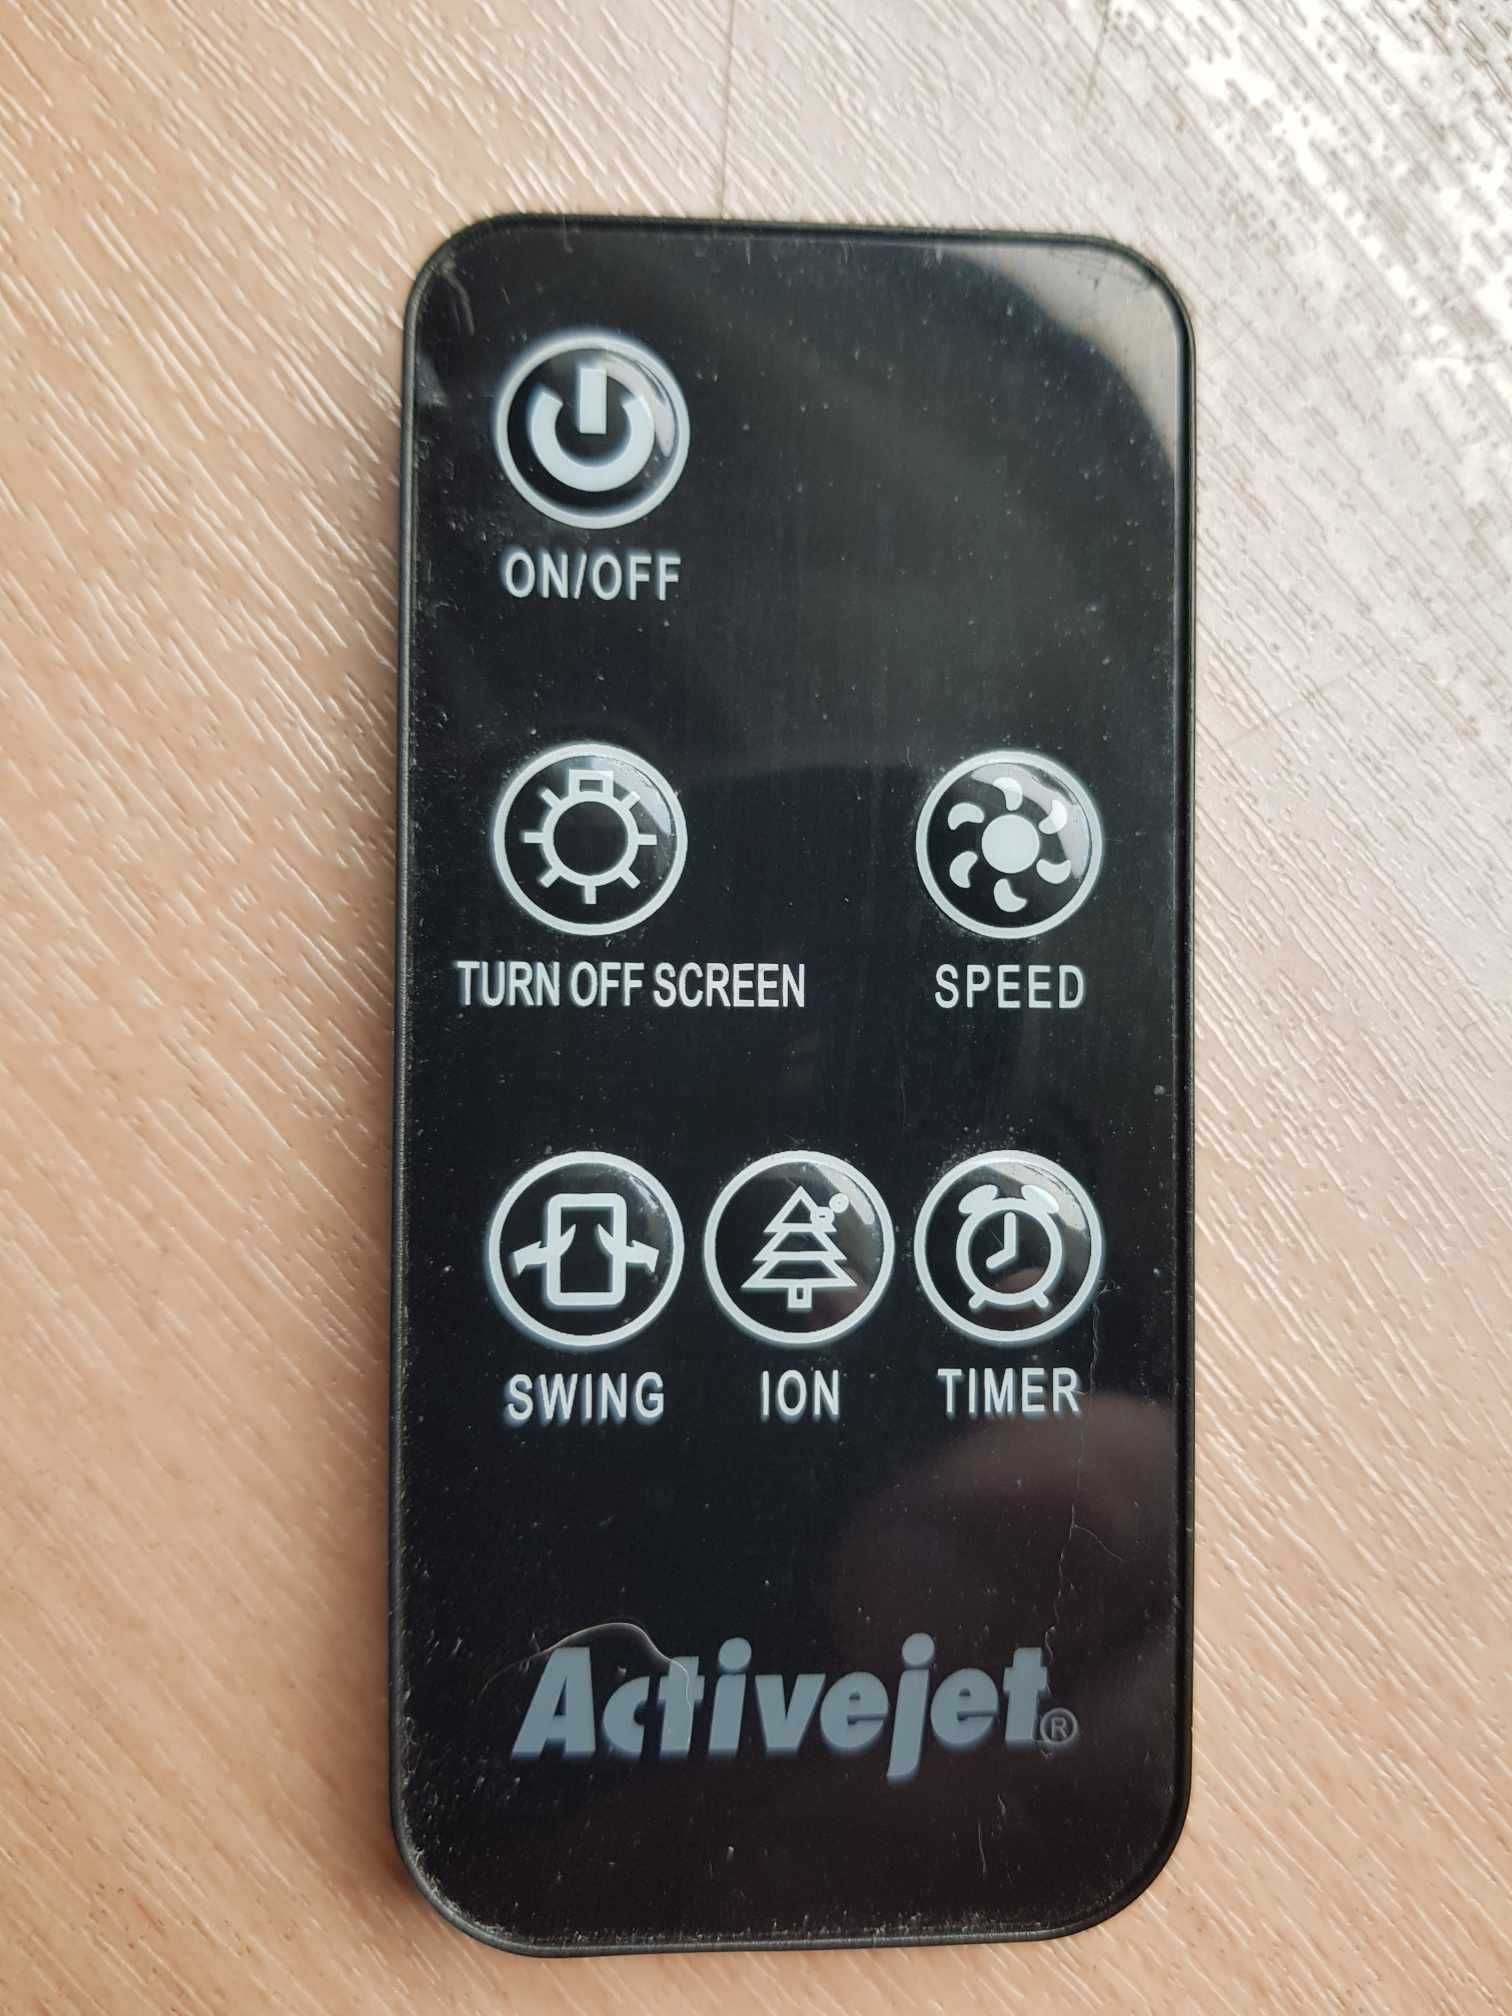 ON/OFF
TURN OFF SCREEN SPEED
SWING ION TIMER
Activejet®